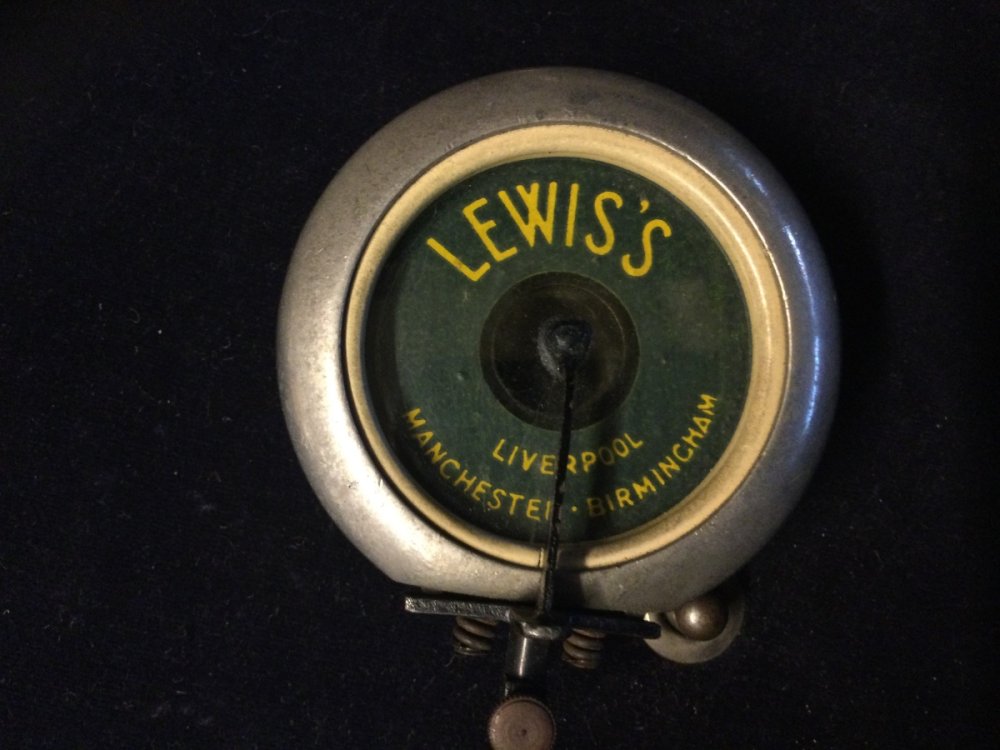 LEWIS'S
LIVERPOOL
MANCHESTER · BIRMINGHAM